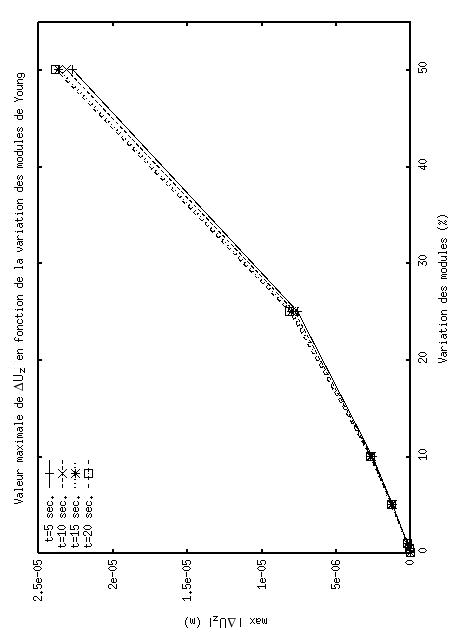 Valeur maximale de ΔUz en fonction de la variation des modules de Young
2.5e-05
2e-05
1.5e-05
1e-05
5e-06
0
max |ΔUz| (m)
t=5 sec.
t=10 sec.
t=15 sec.
t=20 sec.
0
10
20
30
40
50
Variation des modules (%)